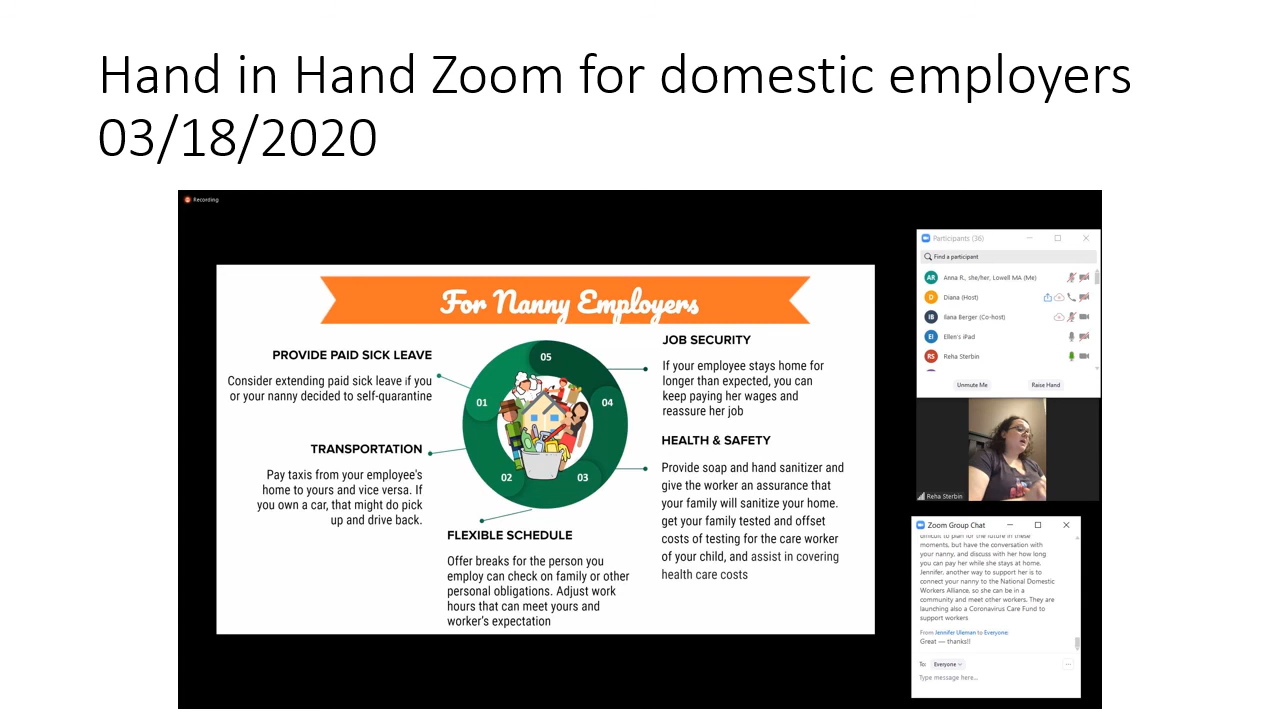 Hand in Hand Zoom for domestic employers
03/18/2020
Recording
For Nanny Employers
PROVIDE PAID SICK LEAVE
Consider extending paid sick leave if you
or your nanny decided to self-quarantine
TRANSPORTATION
Pay taxis from your employee's
home to yours and vice versa. If
you own a car, that might do pick
up and drive back.
FLEXIBLE SCHEDULE
Offer breaks for the person you
employ can check on family or other
personal obligations. Adjust work
hours that can meet yours and
worker's expectation
05
01
04
02
03
JOB SECURITY
If your employee stays home for
longer than expected, you can
keep paying her wages and
reassure her job
HEALTH & SAFETY
Provide soap and hand sanitizer and
give the worker an assurance that
your family will sanitize your home.
get your family tested and offset
costs of testing for the care worker
of your child, and assist in covering
health care costs
Participants (36)
Find a participant
AR Anna R., she/her, Lowell MA (Me)
D Diana (Host)
IB Ilana Berger (Co-host)
EI Ellen's iPad
RS Reha Sterbin
Unmute Me Raise Hand
Reha Sterbin
Zoom Group Chat
difficult to plan for the future in these
moments, but have the conversation with
your nanny, and discuss with her how long
you can pay her while she stays at home.
Jennifer, another way to support her is to
connect your nanny to the National Domestic
Workers Alliance, so she can be in a
community and meet other workers. They are
launching also a Coronavirus Care Fund to
support workers
From Jennifer Uleman to Everyone:
Great — thanks!!
To: Everyone
Type message here...